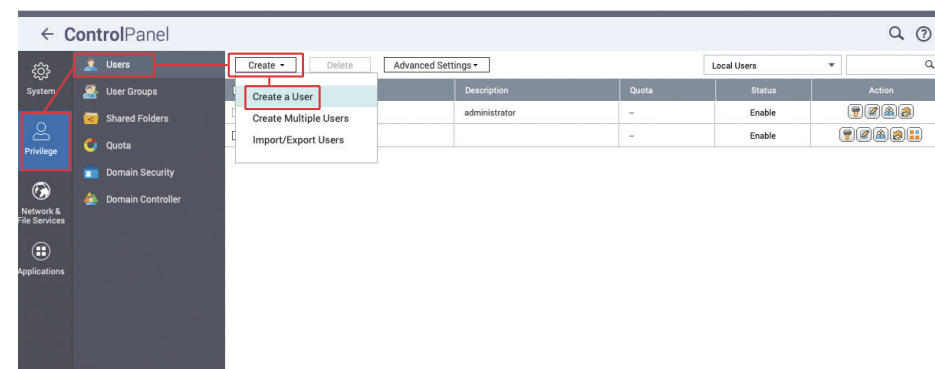 ← ControlPanel
System
Privilege
Network &
File Services
Applications
Users
User Groups
Shared Folders
Quota
Domain Security
Domain Controller
Create Delete Advanced Settings Local Users
Create a User
Create Multiple Users
Import/Export Users
Description Quota Status Action
administrator -- Enable
-- Enable